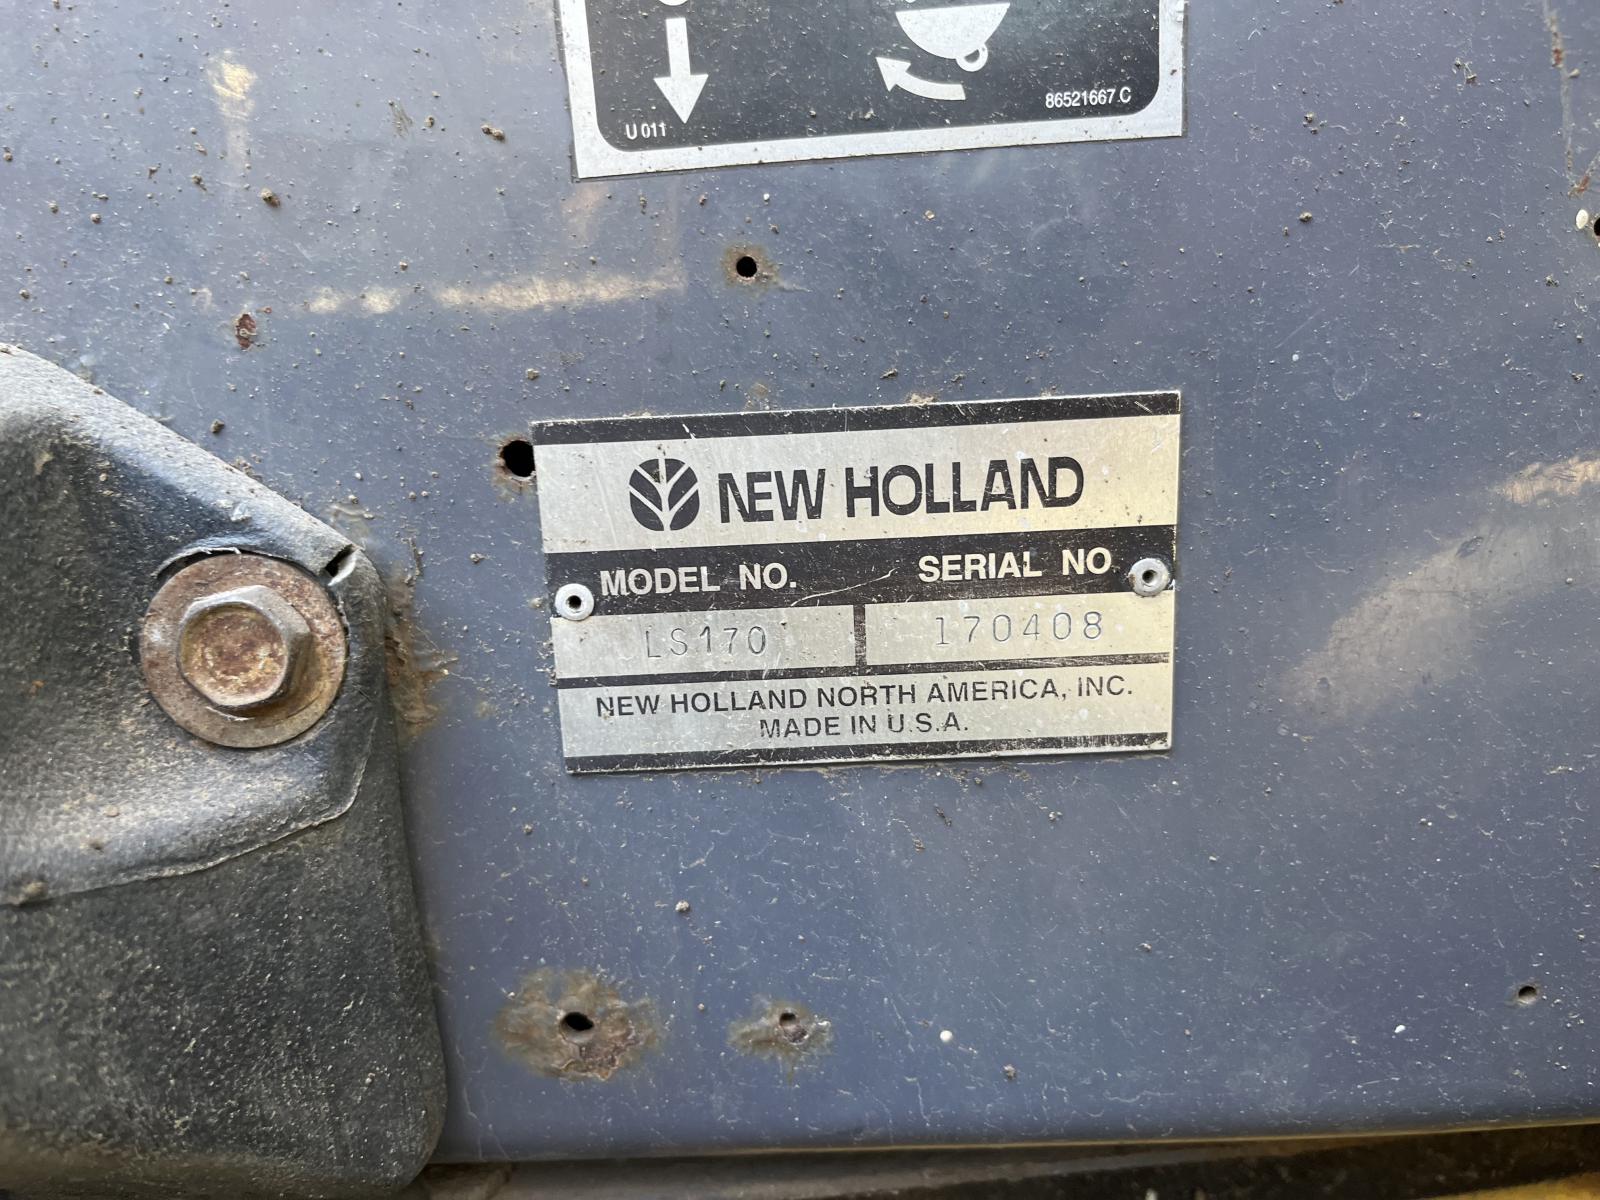 U 011
86521667 C
NEW HOLLAND
MODEL NO.
SERIAL NO
LS170
170408
NEW HOLLAND NORTH AMERICA, INC.
MADE IN U.S.A.